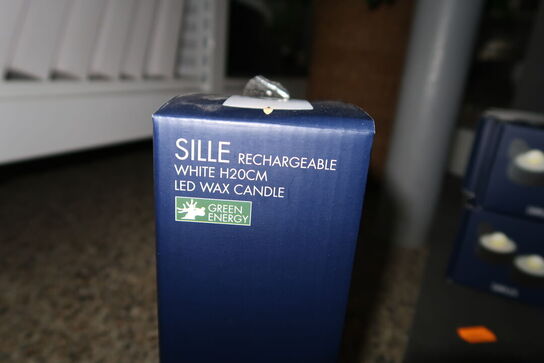 SILLE RECHARGEABLE
WHITE H20CM
LED WAX CANDLE
GREEN
ENERGY